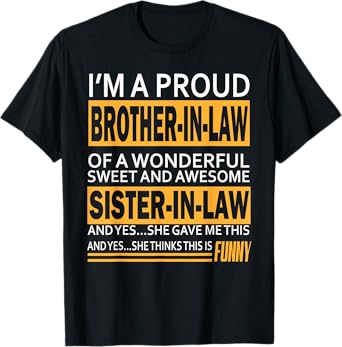 I'M A PROUD
BROTHER-IN-LAW
OF A WONDERFUL
SWEET AND AWESOME
SISTER-IN-LAW
AND YES...SHE GAVE ME THIS
AND YES...SHE THINKS THIS IS FUNNY